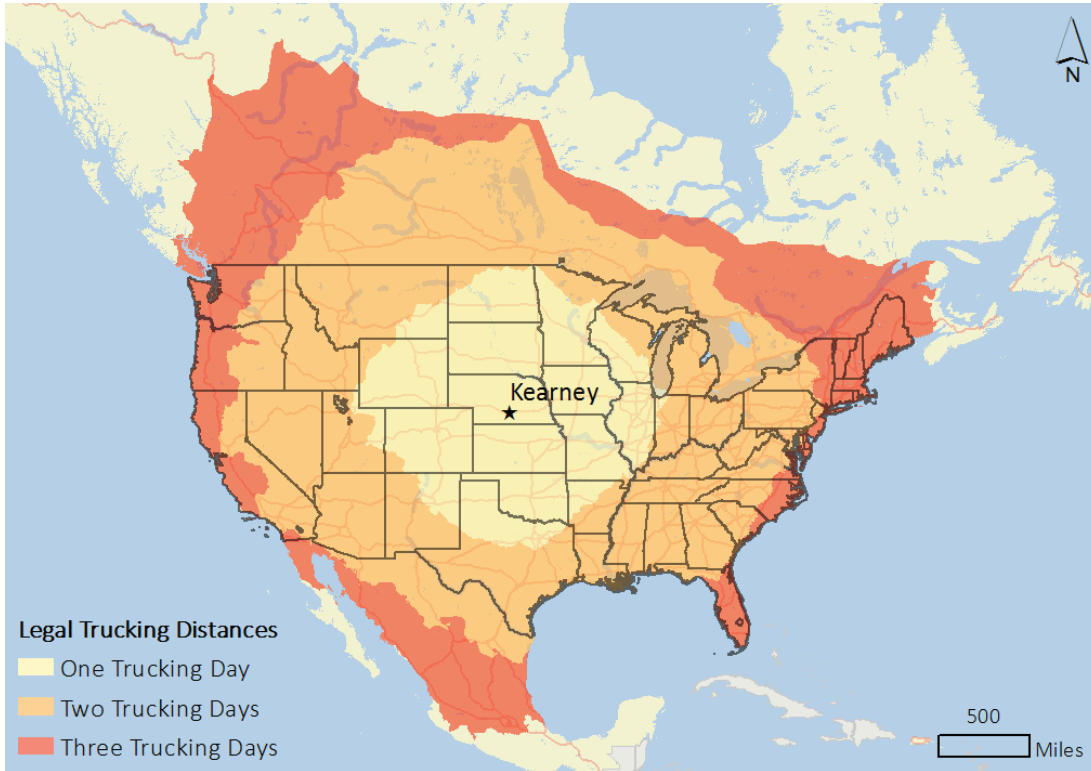 N
Kearney
Legal Trucking Distances
One Trucking Day
Two Trucking Days
Three Trucking Days
500
Miles